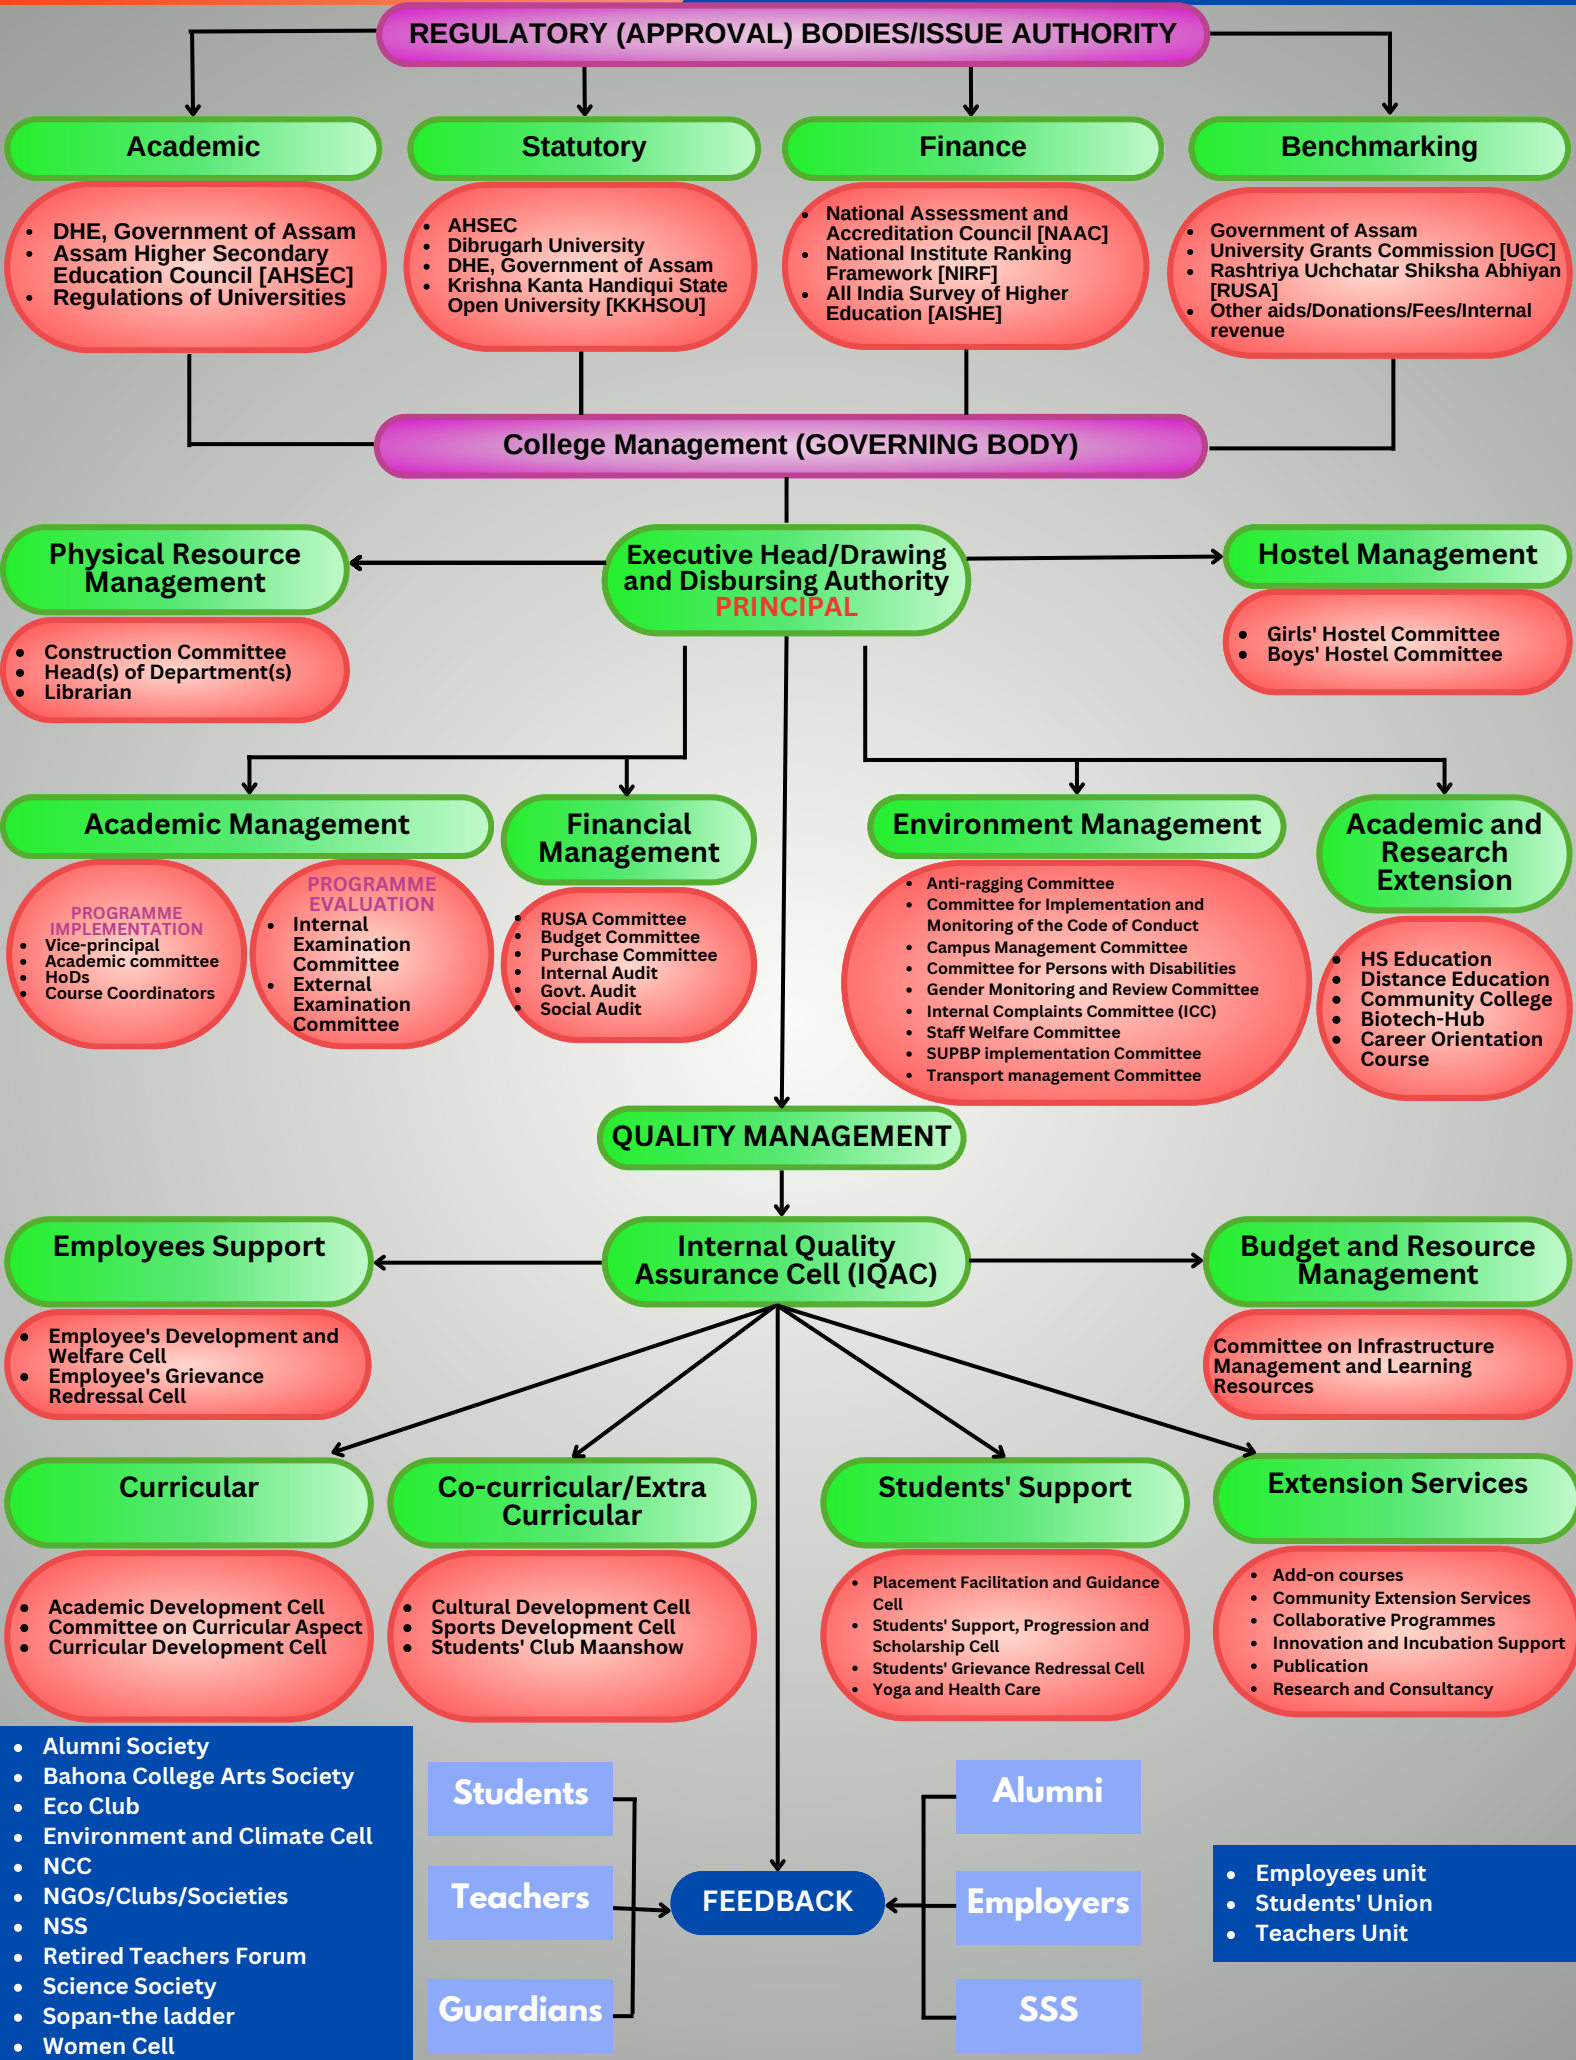 REGULATORY (APPROVAL) BODIES/ISSUE AUTHORITY
Academic
• DHE, Government of Assam
• Assam Higher Secondary
Education Council [AHSEC]
• Regulations of Universities
Statutory
• AHSEC
• Dibrugarh University
• DHE, Government of Assam
• Krishna Kanta Handiqui State
Open University [KKHSOU]
Finance
• National Assessment and
Accreditation Council [NAAC]
• National Institute Ranking
Framework [NIRF]
• All India Survey of Higher
Education [AISHE]
Benchmarking
• Government of Assam
• University Grants Commission [UGC]
• Rashtriya Uchchatar Shiksha Abhiyan
[RUSA]
• Other aids/Donations/Fees/Internal
revenue
College Management (GOVERNING BODY)
Physical Resource
Management
• Construction Committee
• Head(s) of Department(s)
• Librarian
Executive Head/Drawing
and Disbursing Authority
PRINCIPAL
Hostel Management
• Girls' Hostel Committee
• Boys' Hostel Committee
Academic Management
PROGRAMME
IMPLEMENTATION
• Vice-principal
• Academic committee
• HoDs
• Course Coordinators
PROGRAMME
EVALUATION
• Internal
Examination
Committee
• External
Examination
Committee
Financial
Management
• RUSA Committee
• Budget Committee
• Purchase Committee
• Internal Audit
• Govt. Audit
• Social Audit
Environment Management
• Anti-ragging Committee
• Committee for Implementation and
Monitoring of the Code of Conduct
• Campus Management Committee
• Committee for Persons with Disabilities
• Gender Monitoring and Review Committee
• Internal Complaints Committee (ICC)
• Staff Welfare Committee
• SUPBP implementation Committee
• Transport management Committee
Academic and
Research
Extension
• HS Education
• Distance Education
• Community College
• Biotech-Hub
• Career Orientation
Course
QUALITY MANAGEMENT
Employees Support
• Employee's Development and
Welfare Cell
• Employee's Grievance
Redressal Cell
Internal Quality
Assurance Cell (IQAC)
Budget and Resource
Management
Committee on Infrastructure
Management and Learning
Resources
Curricular
• Academic Development Cell
• Committee on Curricular Aspect
• Curricular Development Cell
Co-curricular/Extra
Curricular
• Cultural Development Cell
• Sports Development Cell
• Students' Club Maanshow
Students' Support
• Placement Facilitation and Guidance
Cell
• Students' Support, Progression and
Scholarship Cell
• Students' Grievance Redressal Cell
• Yoga and Health Care
Extension Services
• Add-on courses
• Community Extension Services
• Collaborative Programmes
• Innovation and Incubation Support
• Publication
• Research and Consultancy
• Alumni Society
• Bahona College Arts Society
• Eco Club
• Environment and Climate Cell
• NCC
• NGOs/Clubs/Societies
• NSS
• Retired Teachers Forum
• Science Society
• Sopan-the ladder
• Women Cell
Students
Teachers
Guardians
FEEDBACK
Alumni
Employers
SSS
• Employees unit
• Students' Union
• Teachers Unit